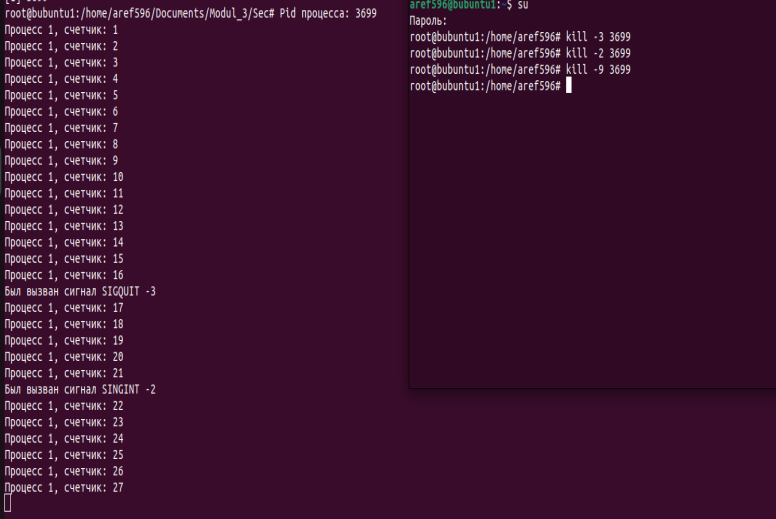 root@bubuntu1:/home/aref596/Documents/Modul_3/Sec# Pid процесса: 3699
Процесс 1, счетчик: 1
Процесс 1, счетчик: 2
Процесс 1, счетчик: 3
Процесс 1, счетчик: 4
Процесс 1, счетчик: 5
Процесс 1, счетчик: 6
Процесс 1, счетчик: 7
Процесс 1, счетчик: 8
Процесс 1, счетчик: 9
Процесс 1, счетчик: 10
Процесс 1, счетчик: 11
Процесс 1, счетчик: 12
Процесс 1, счетчик: 13
Процесс 1, счетчик: 14
Процесс 1, счетчик: 15
Процесс 1, счетчик: 16
Был вызван сигнал SIGQUIT -3
Процесс 1, счетчик: 17
Процесс 1, счетчик: 18
Процесс 1, счетчик: 19
Процесс 1, счетчик: 20
Процесс 1, счетчик: 21
Был вызван сигнал SINGINT -2
Процесс 1, счетчик: 22
Процесс 1, счетчик: 23
Процесс 1, счетчик: 24
Процесс 1, счетчик: 25
Процесс 1, счетчик: 26
Процесс 1, счетчик: 27
aref596@bubuntu1:~$ su
Пароль:
root@bubuntu1:/home/aref596# kill -3 3699
root@bubuntu1:/home/aref596# kill -2 3699
root@bubuntu1:/home/aref596# kill -9 3699
root@bubuntu1:/home/aref596#